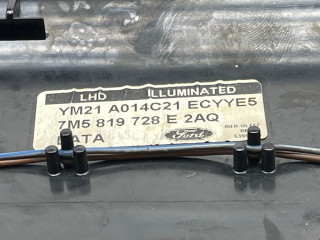 LHD ILLUMINATED
YM21 A014C21 ECYYE5
7M5 819 728 E 2AQ
ATA Ford